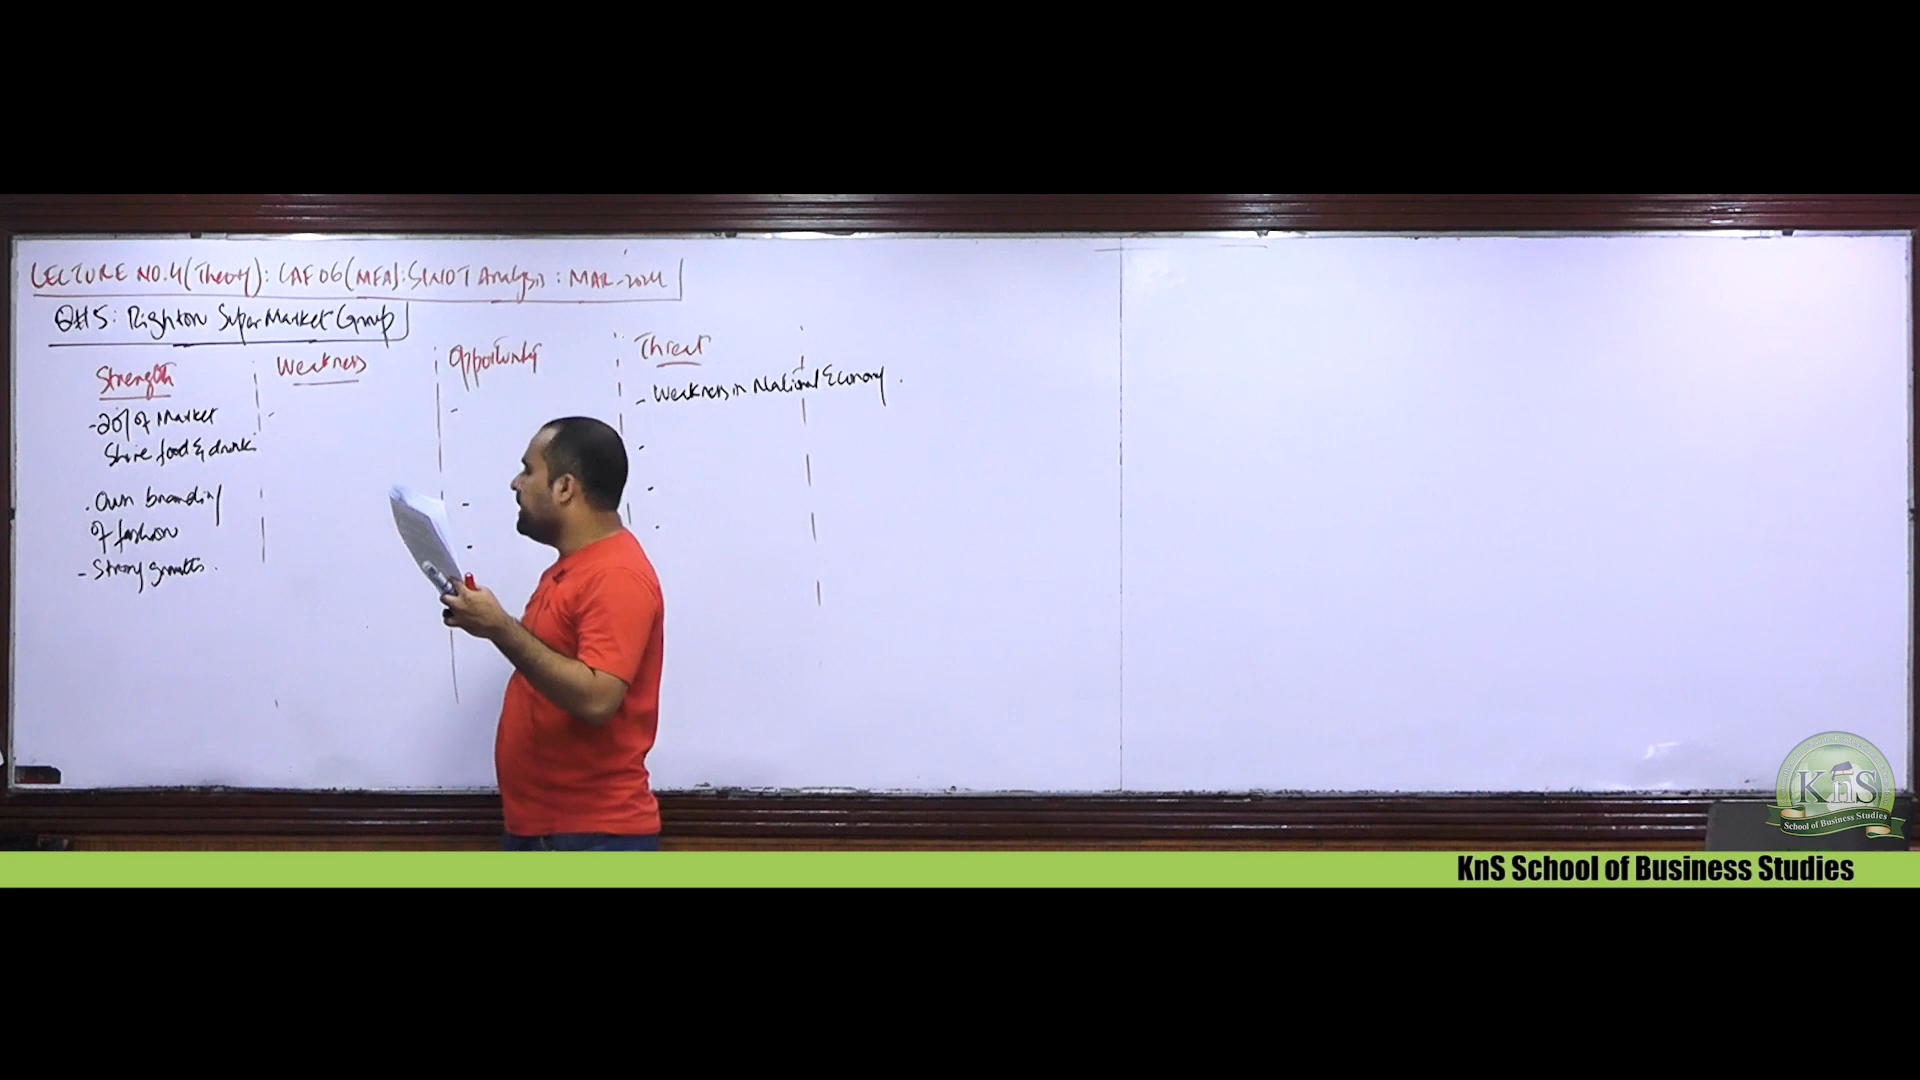 LECTURE NO.4 (Theory): CAF 06 (MFA): SWOT Analysis: MAR-2024
Q#5: Righton Super Market Group
Strength
Weakness
Opportunity
Threat
- 20% of Market
Share food & drink
. Own branding
of fashion
- Strong growth.
- Weakness in National Economy.
KnS
School of Business Studies
KnS School of Business Studies